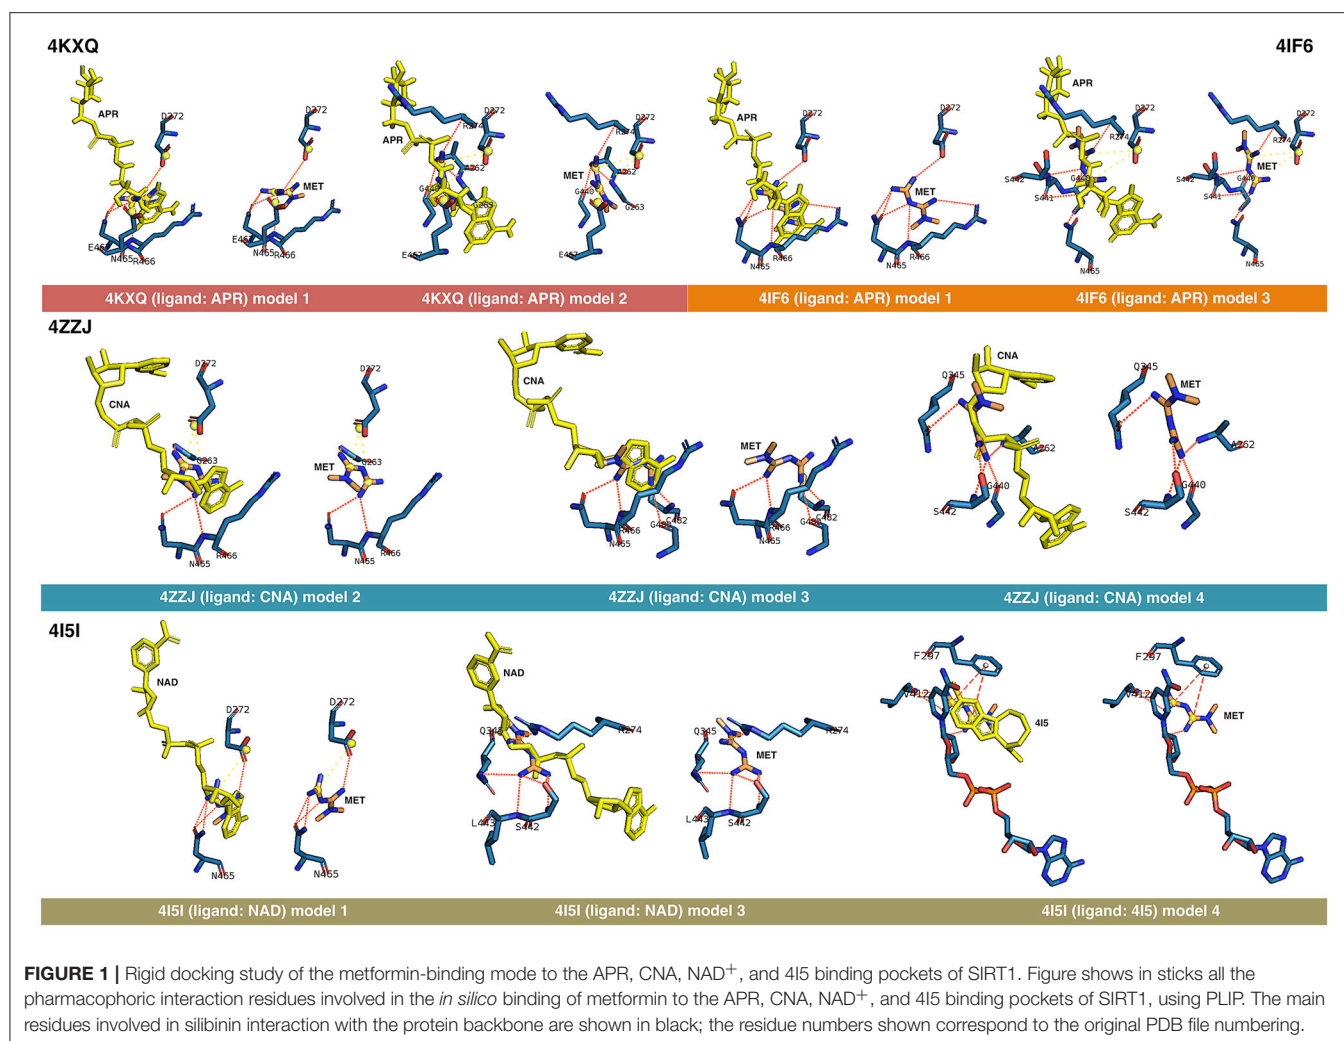 4KXQ
4IF6
APR
D272
E467
N465
R466
D272
MET
E467
N465
R466
APR
R274
D272
A262
G440
G263
E467
D272
R274
MET
A262
G440
G263
E467
APR
D272
N465
R466
D272
MET
N465
R466
APR
D272
R274
S442
G440
S441
N465
D272
R274
MET
S442
G440
S441
N465
4KXQ (ligand: APR) model 1
4KXQ (ligand: APR) model 2
4IF6 (ligand: APR) model 1
4IF6 (ligand: APR) model 3
4ZZJ
CNA
D272
G263
R466
N465
D272
MET
G263
N465
R466
CNA
R466
N465
C482
MET
R466
N465
C482
CNA
Q345
A262
G440
S442
Q345
MET
A262
G440
S442
4ZZJ (ligand: CNA) model 2
4ZZJ (ligand: CNA) model 3
4ZZJ (ligand: CNA) model 4
4I5I
NAD
D272
N465
D272
MET
N465
NAD
Q345
R274
L443
S442
Q345
R274
MET
L443
S442
F297
V412
4I5
F297
V412
MET
4I5I (ligand: NAD) model 1
4I5I (ligand: NAD) model 3
4I5I (ligand: 4I5) model 4
FIGURE 1 | Rigid docking study of the metformin-binding mode to the APR, CNA, NAD⁺, and 4I5 binding pockets of SIRT1. Figure shows in sticks all the
pharmacophoric interaction residues involved in the in silico binding of metformin to the APR, CNA, NAD⁺, and 4I5 binding pockets of SIRT1, using PLIP. The main
residues involved in silibinin interaction with the protein backbone are shown in black; the residue numbers shown correspond to the original PDB file numbering.